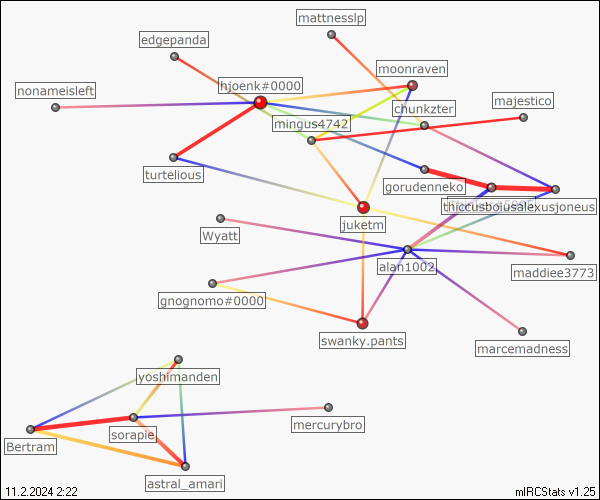 mattnesslp
edgepanda
moonraven
hjoenk#0000
nonameisleft
majestico
chunkzter
mingus4742
turtelious
gorudenneko
thiccusboiusalexusjoneus
juketm
Wyatt
alan1002
maddiee3773
gnognomo#0000
swanky.pants
marcemadness
yoshimanden
mercurybro
sorapie
Bertram
astral_amari
11.2.2024 2:22
mIRCStats v1.25